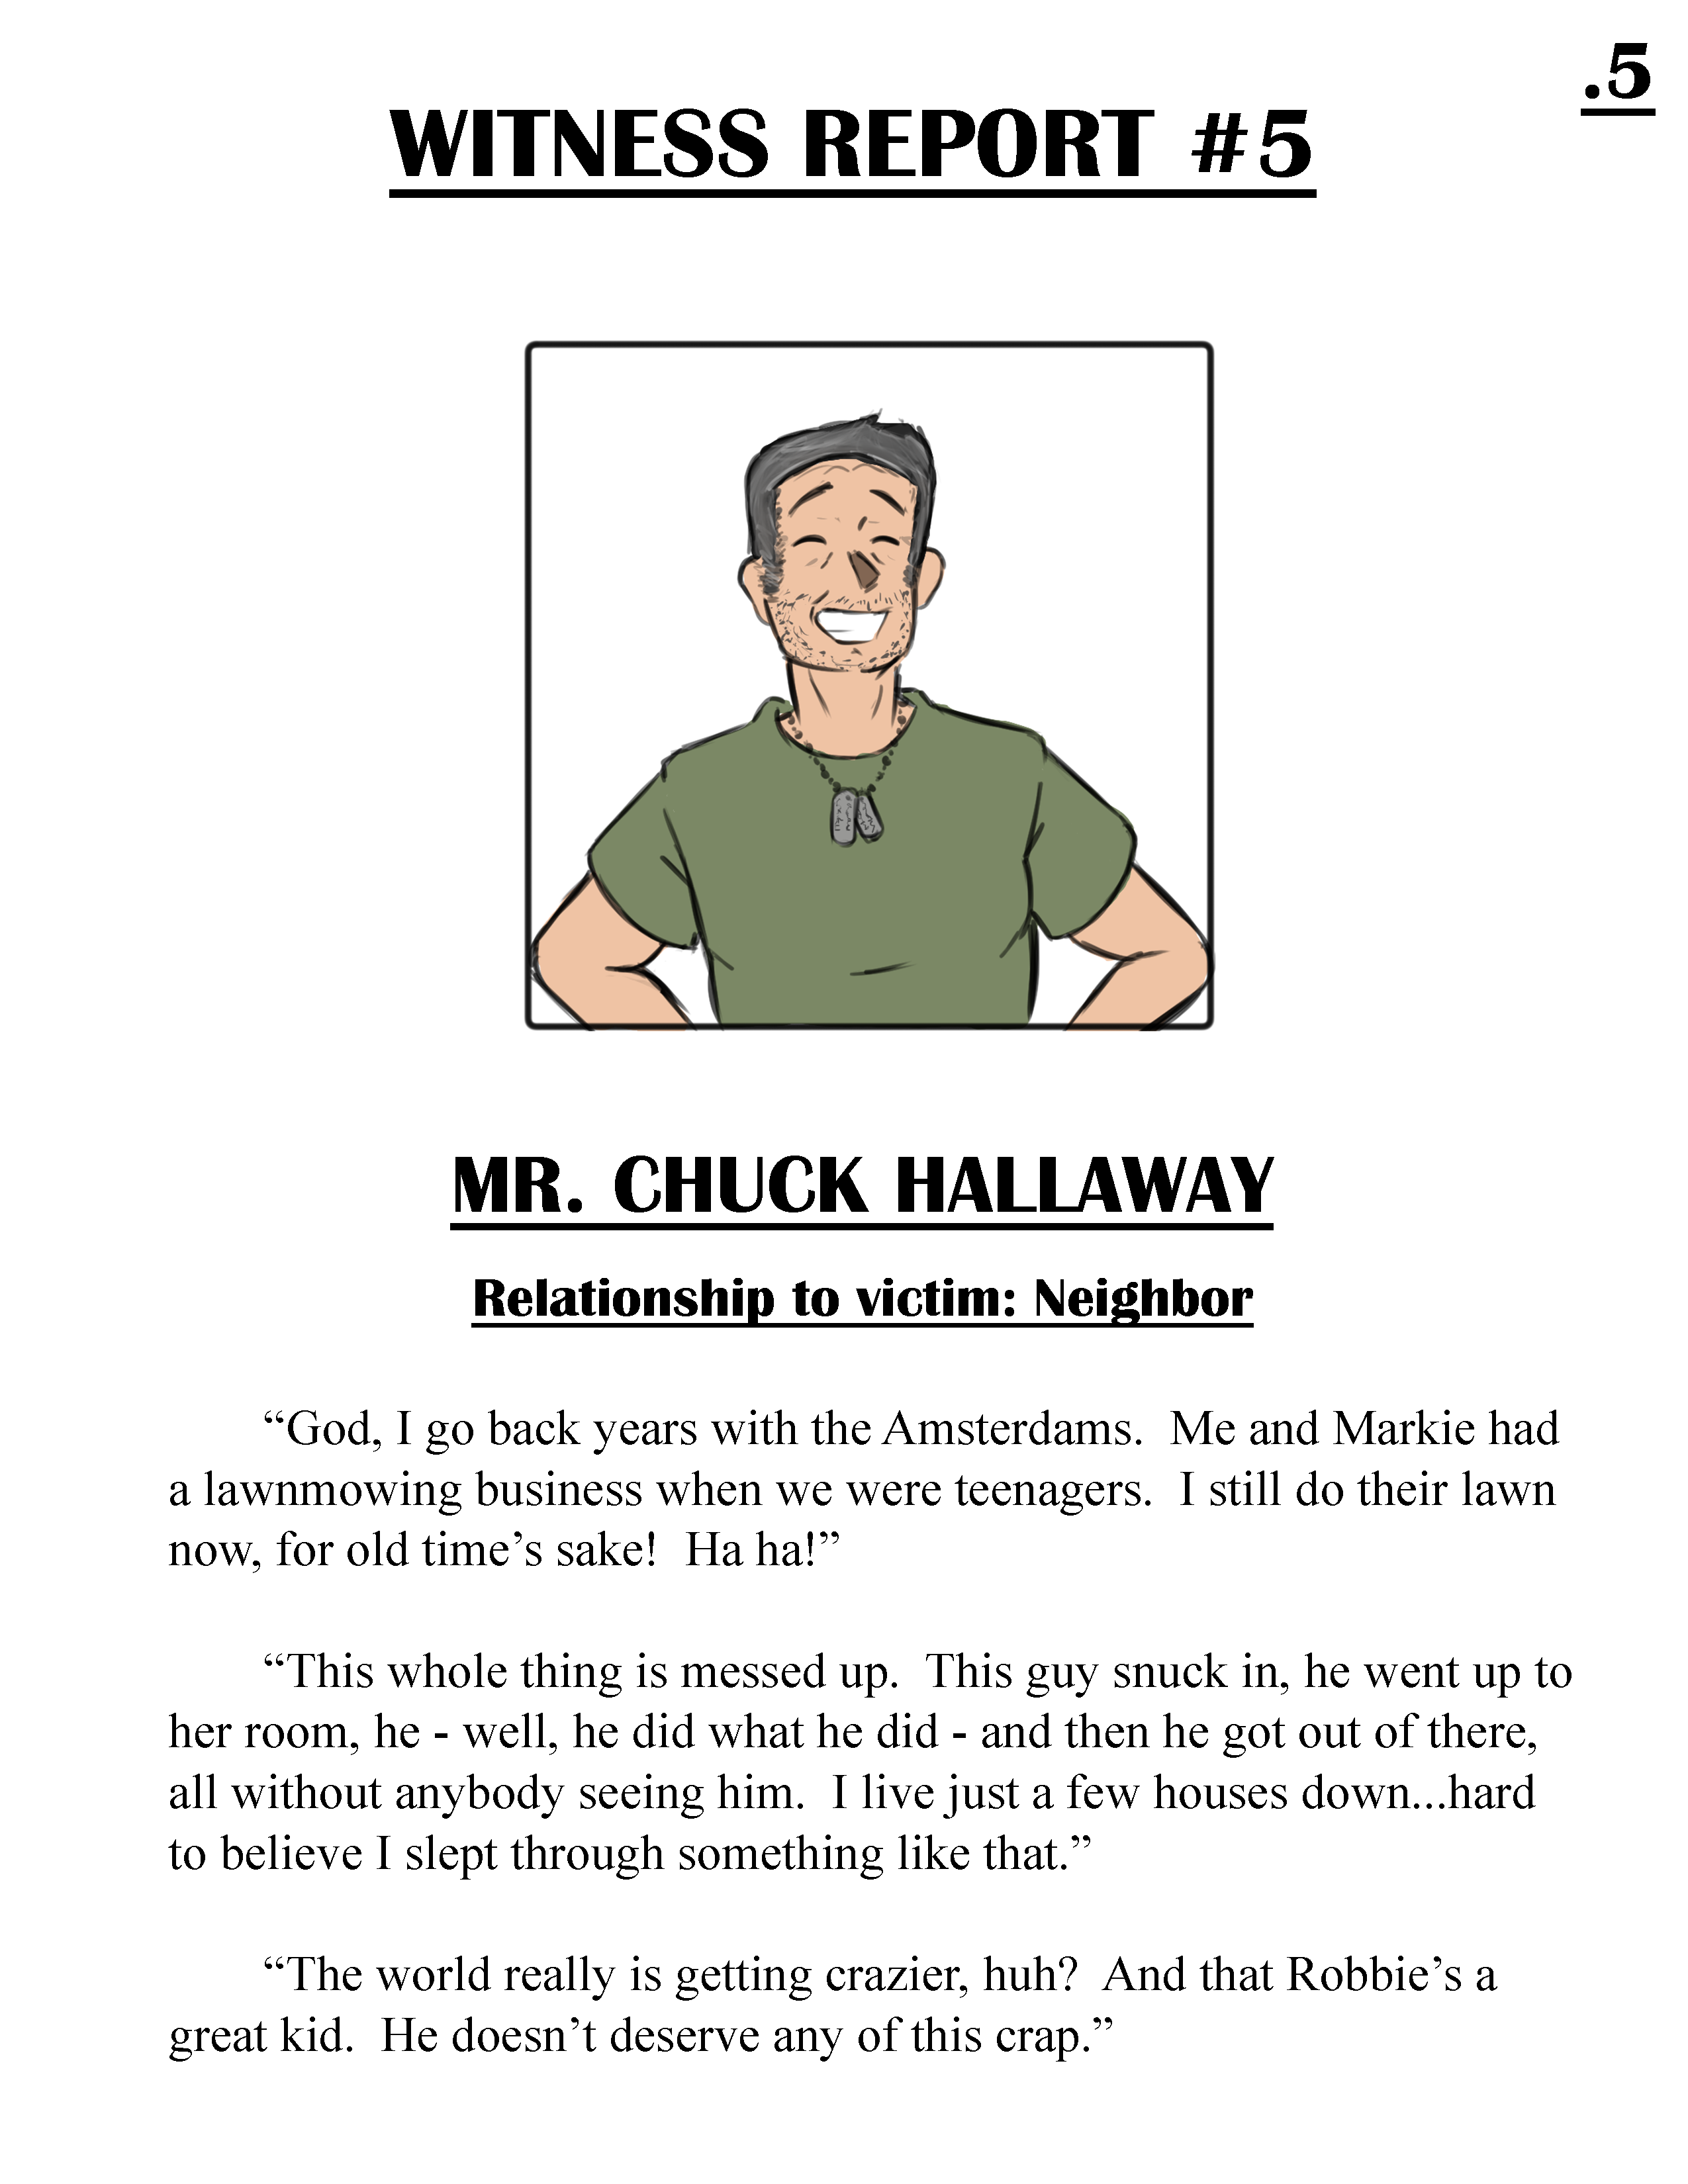 .5
WITNESS REPORT #5
MR. CHUCK HALLAWAY
Relationship to victim: Neighbor
“God, I go back years with the Amsterdams.  Me and Markie had
a lawnmowing business when we were teenagers.  I still do their lawn
now, for old time’s sake!  Ha ha!”
“This whole thing is messed up.  This guy snuck in, he went up to
her room, he - well, he did what he did - and then he got out of there,
all without anybody seeing him.  I live just a few houses down...hard
to believe I slept through something like that.”
“The world really is getting crazier, huh?  And that Robbie’s a
great kid.  He doesn’t deserve any of this crap.”